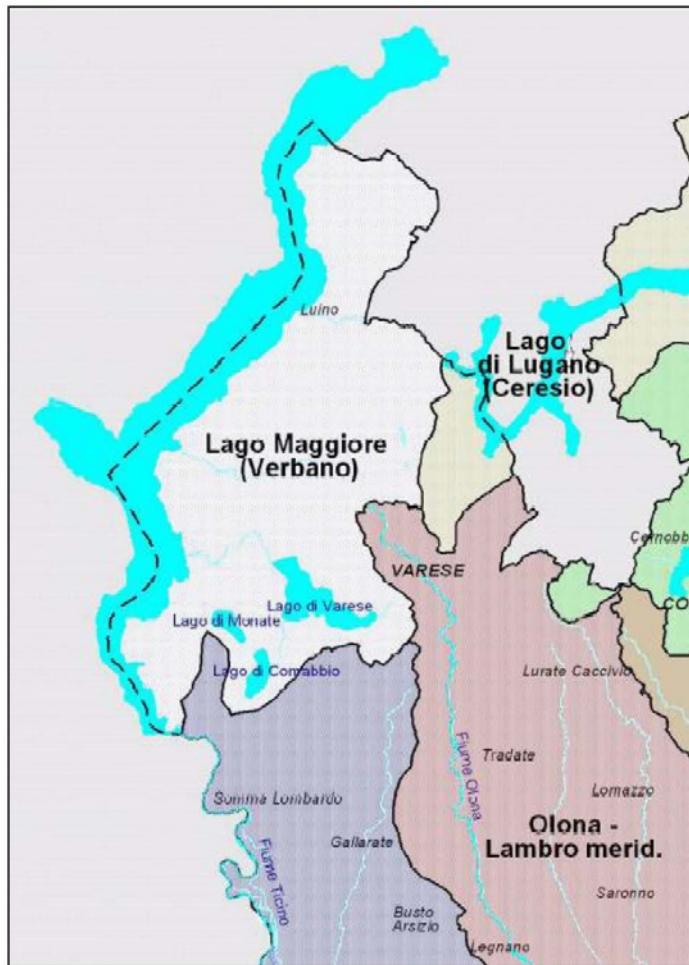 Luino
Lago
di Lugano
(Ceresio)
Lago Maggiore
(Verbano)
Cernobb
VARESE
CO
Lago di Varese
Lago di Monate
Lago di Comabbio
Lurate Caccivio
Tradate
Fiume Olona
Lomazzo
Somma Lombardo
Olona -
Lambro merid.
Gallarate
Fiume Ticino
Saronno
Busto
Arsizio
Legnano